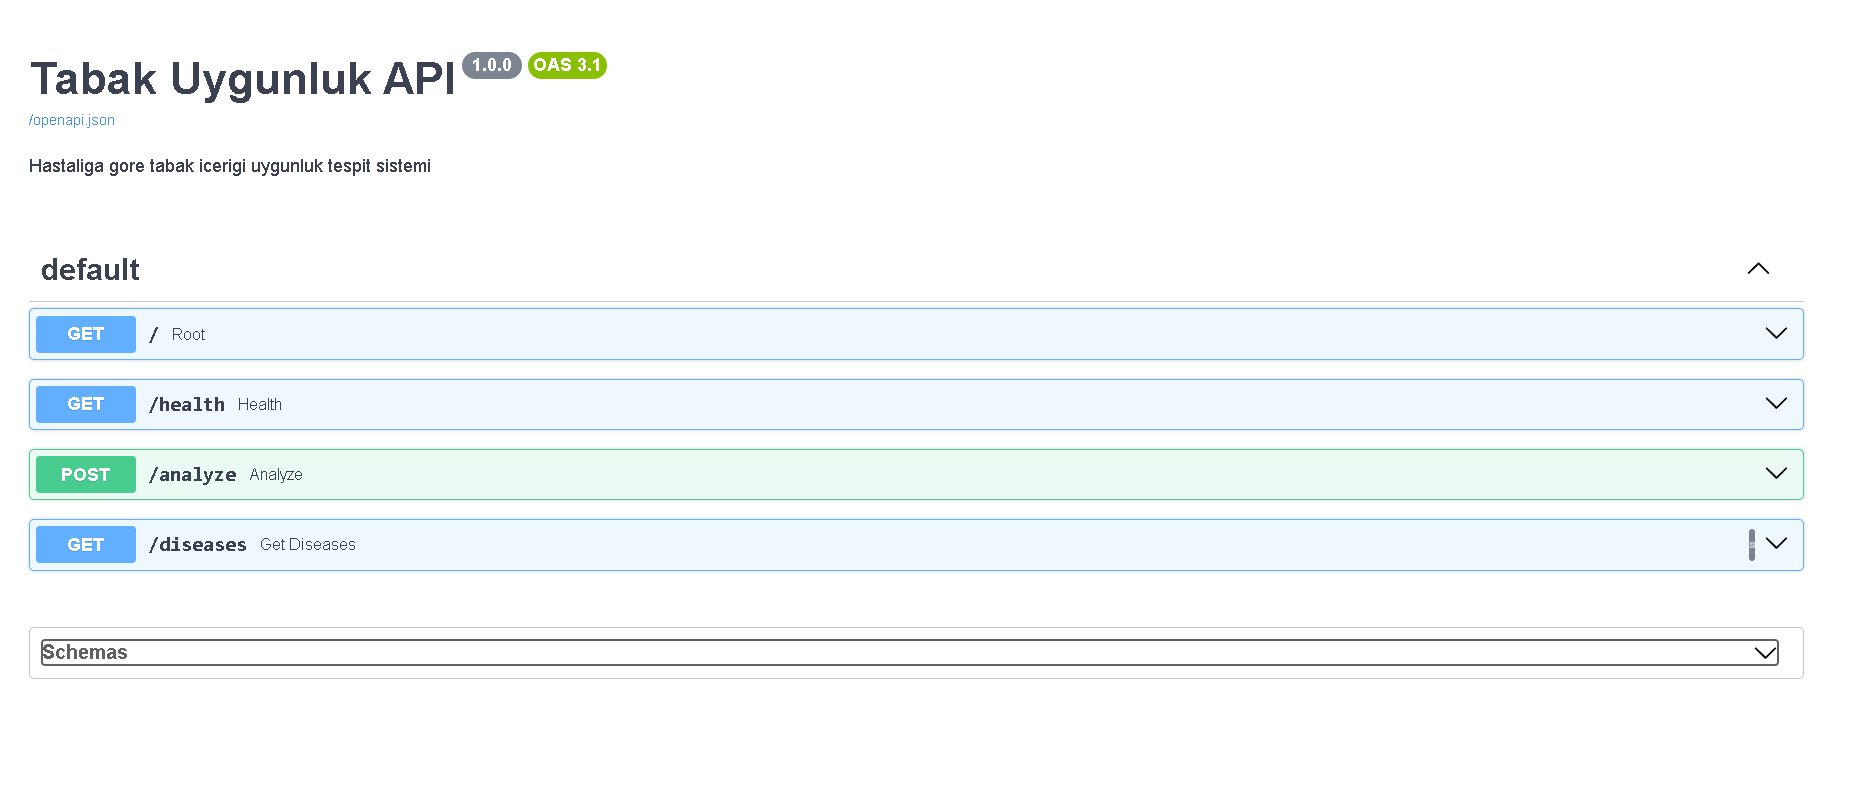 Tabak Uygunluk API 1.0.0 OAS 3.1
/openapi.json
Hastaliga gore tabak icerigi uygunluk tespit sistemi
default
GET / Root
GET /health Health
POST /analyze Analyze
GET /diseases Get Diseases
Schemas